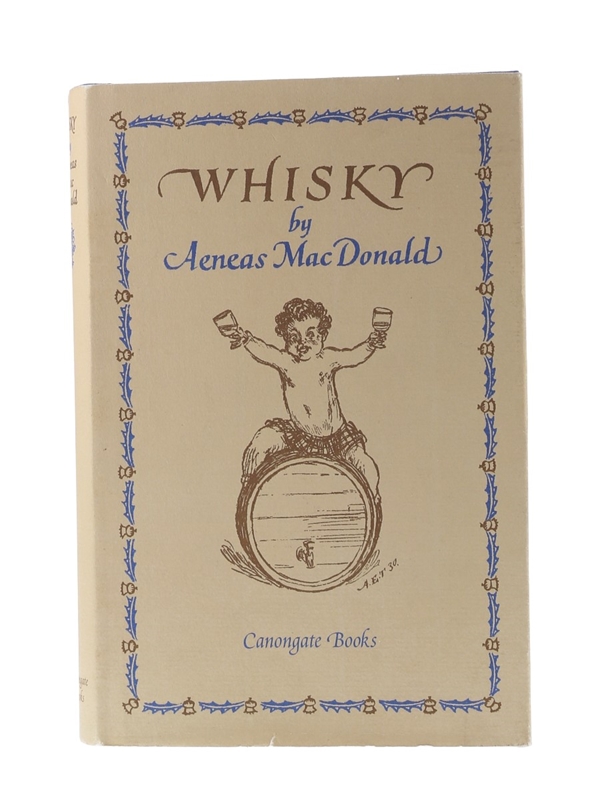 WHISKY
by
Aeneas MacDonald
A.E.T 30.
Canongate Books